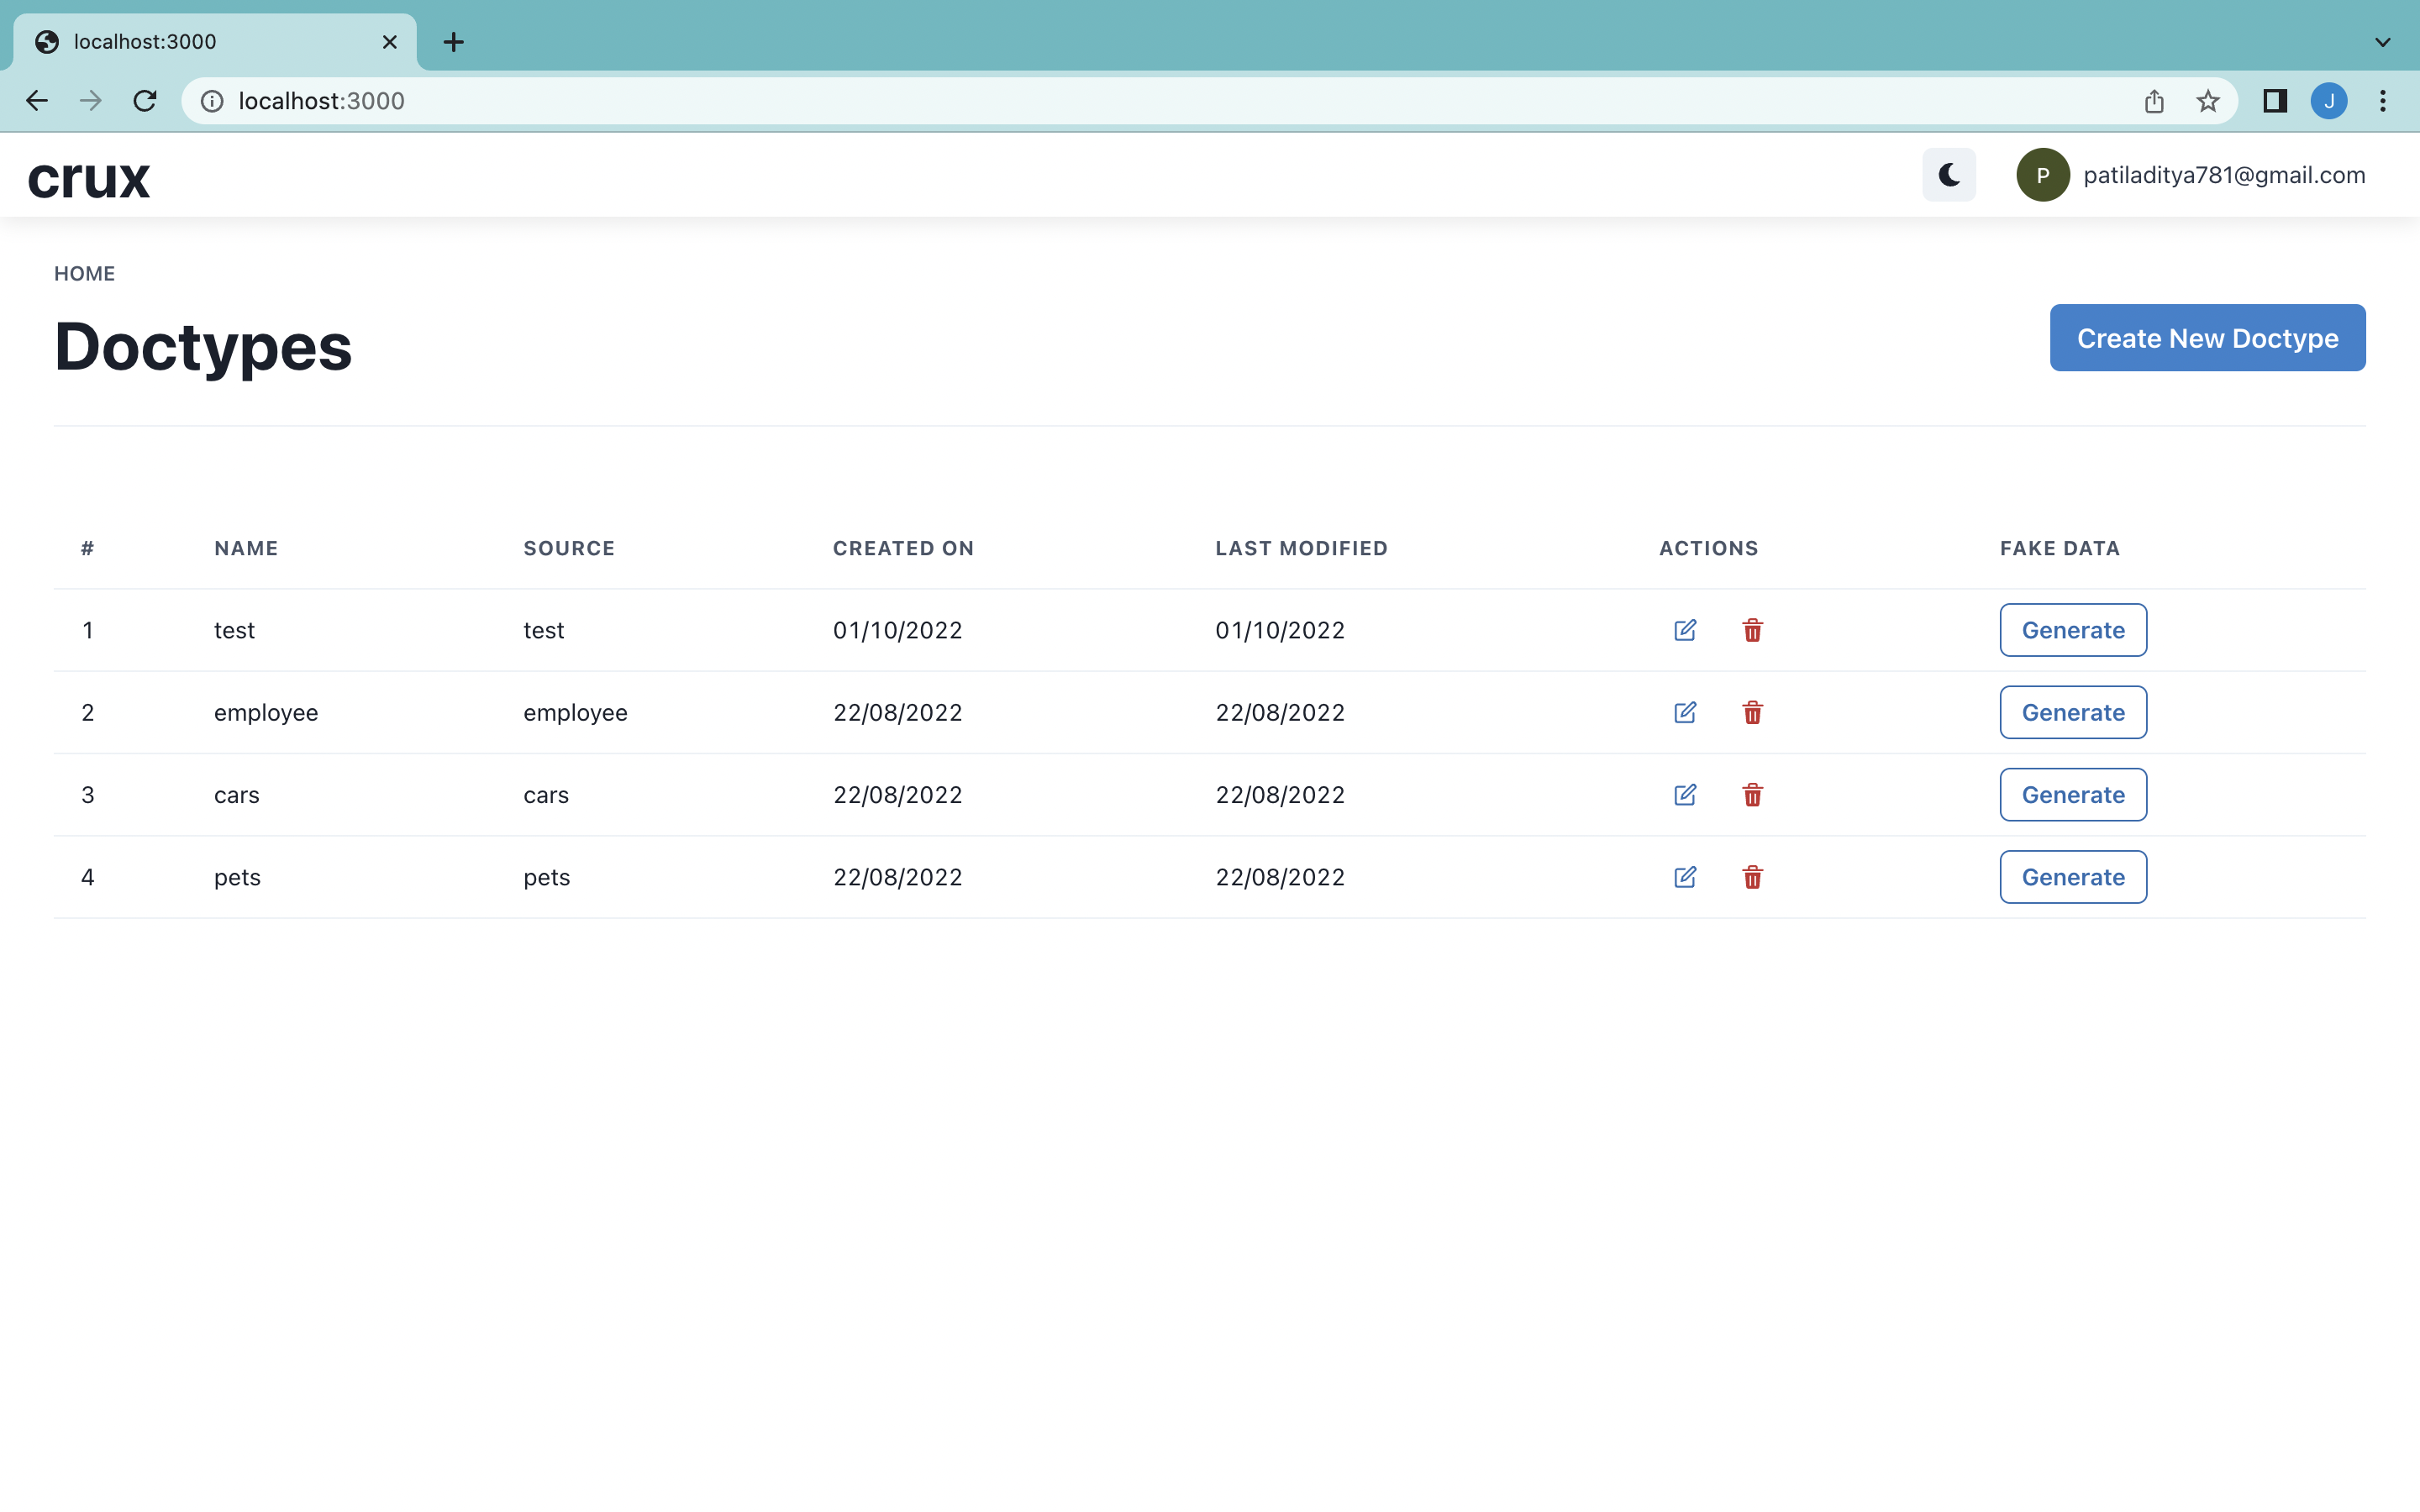 localhost:3000
localhost:3000
J
crux
P patiladitya781@gmail.com
HOME
Doctypes
Create New Doctype
# NAME SOURCE CREATED ON LAST MODIFIED ACTIONS FAKE DATA
1 test test 01/10/2022 01/10/2022 Generate
2 employee employee 22/08/2022 22/08/2022 Generate
3 cars cars 22/08/2022 22/08/2022 Generate
4 pets pets 22/08/2022 22/08/2022 Generate